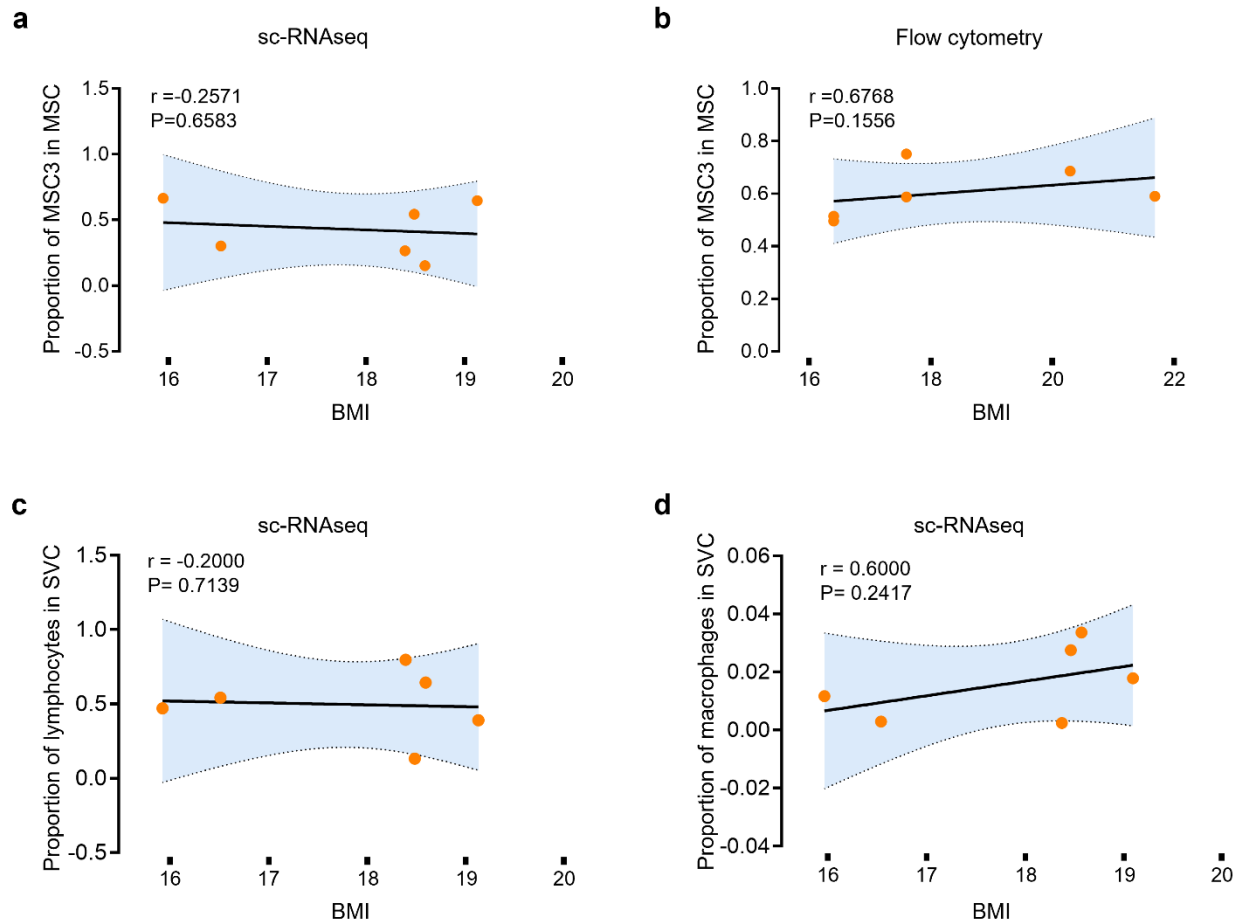 a
sc-RNAseq
r =-0.2571
P=0.6583
Proportion of MSC3 in MSC
1.5
1.0
0.5
0.0
-0.5
16 17 18 19 20
BMI
b
Flow cytometry
r =0.6768
P=0.1556
Proportion of MSC3 in MSC
1.0
0.8
0.6
0.4
0.2
0.0
16 18 20 22
BMI
c
sc-RNAseq
r = -0.2000
P= 0.7139
Proportion of lymphocytes in SVC
1.5
1.0
0.5
0.0
-0.5
16 17 18 19 20
BMI
d
sc-RNAseq
r = 0.6000
P= 0.2417
Proportion of macrophages in SVC
0.06
0.04
0.02
0.00
-0.02
-0.04
16 17 18 19 20
BMI